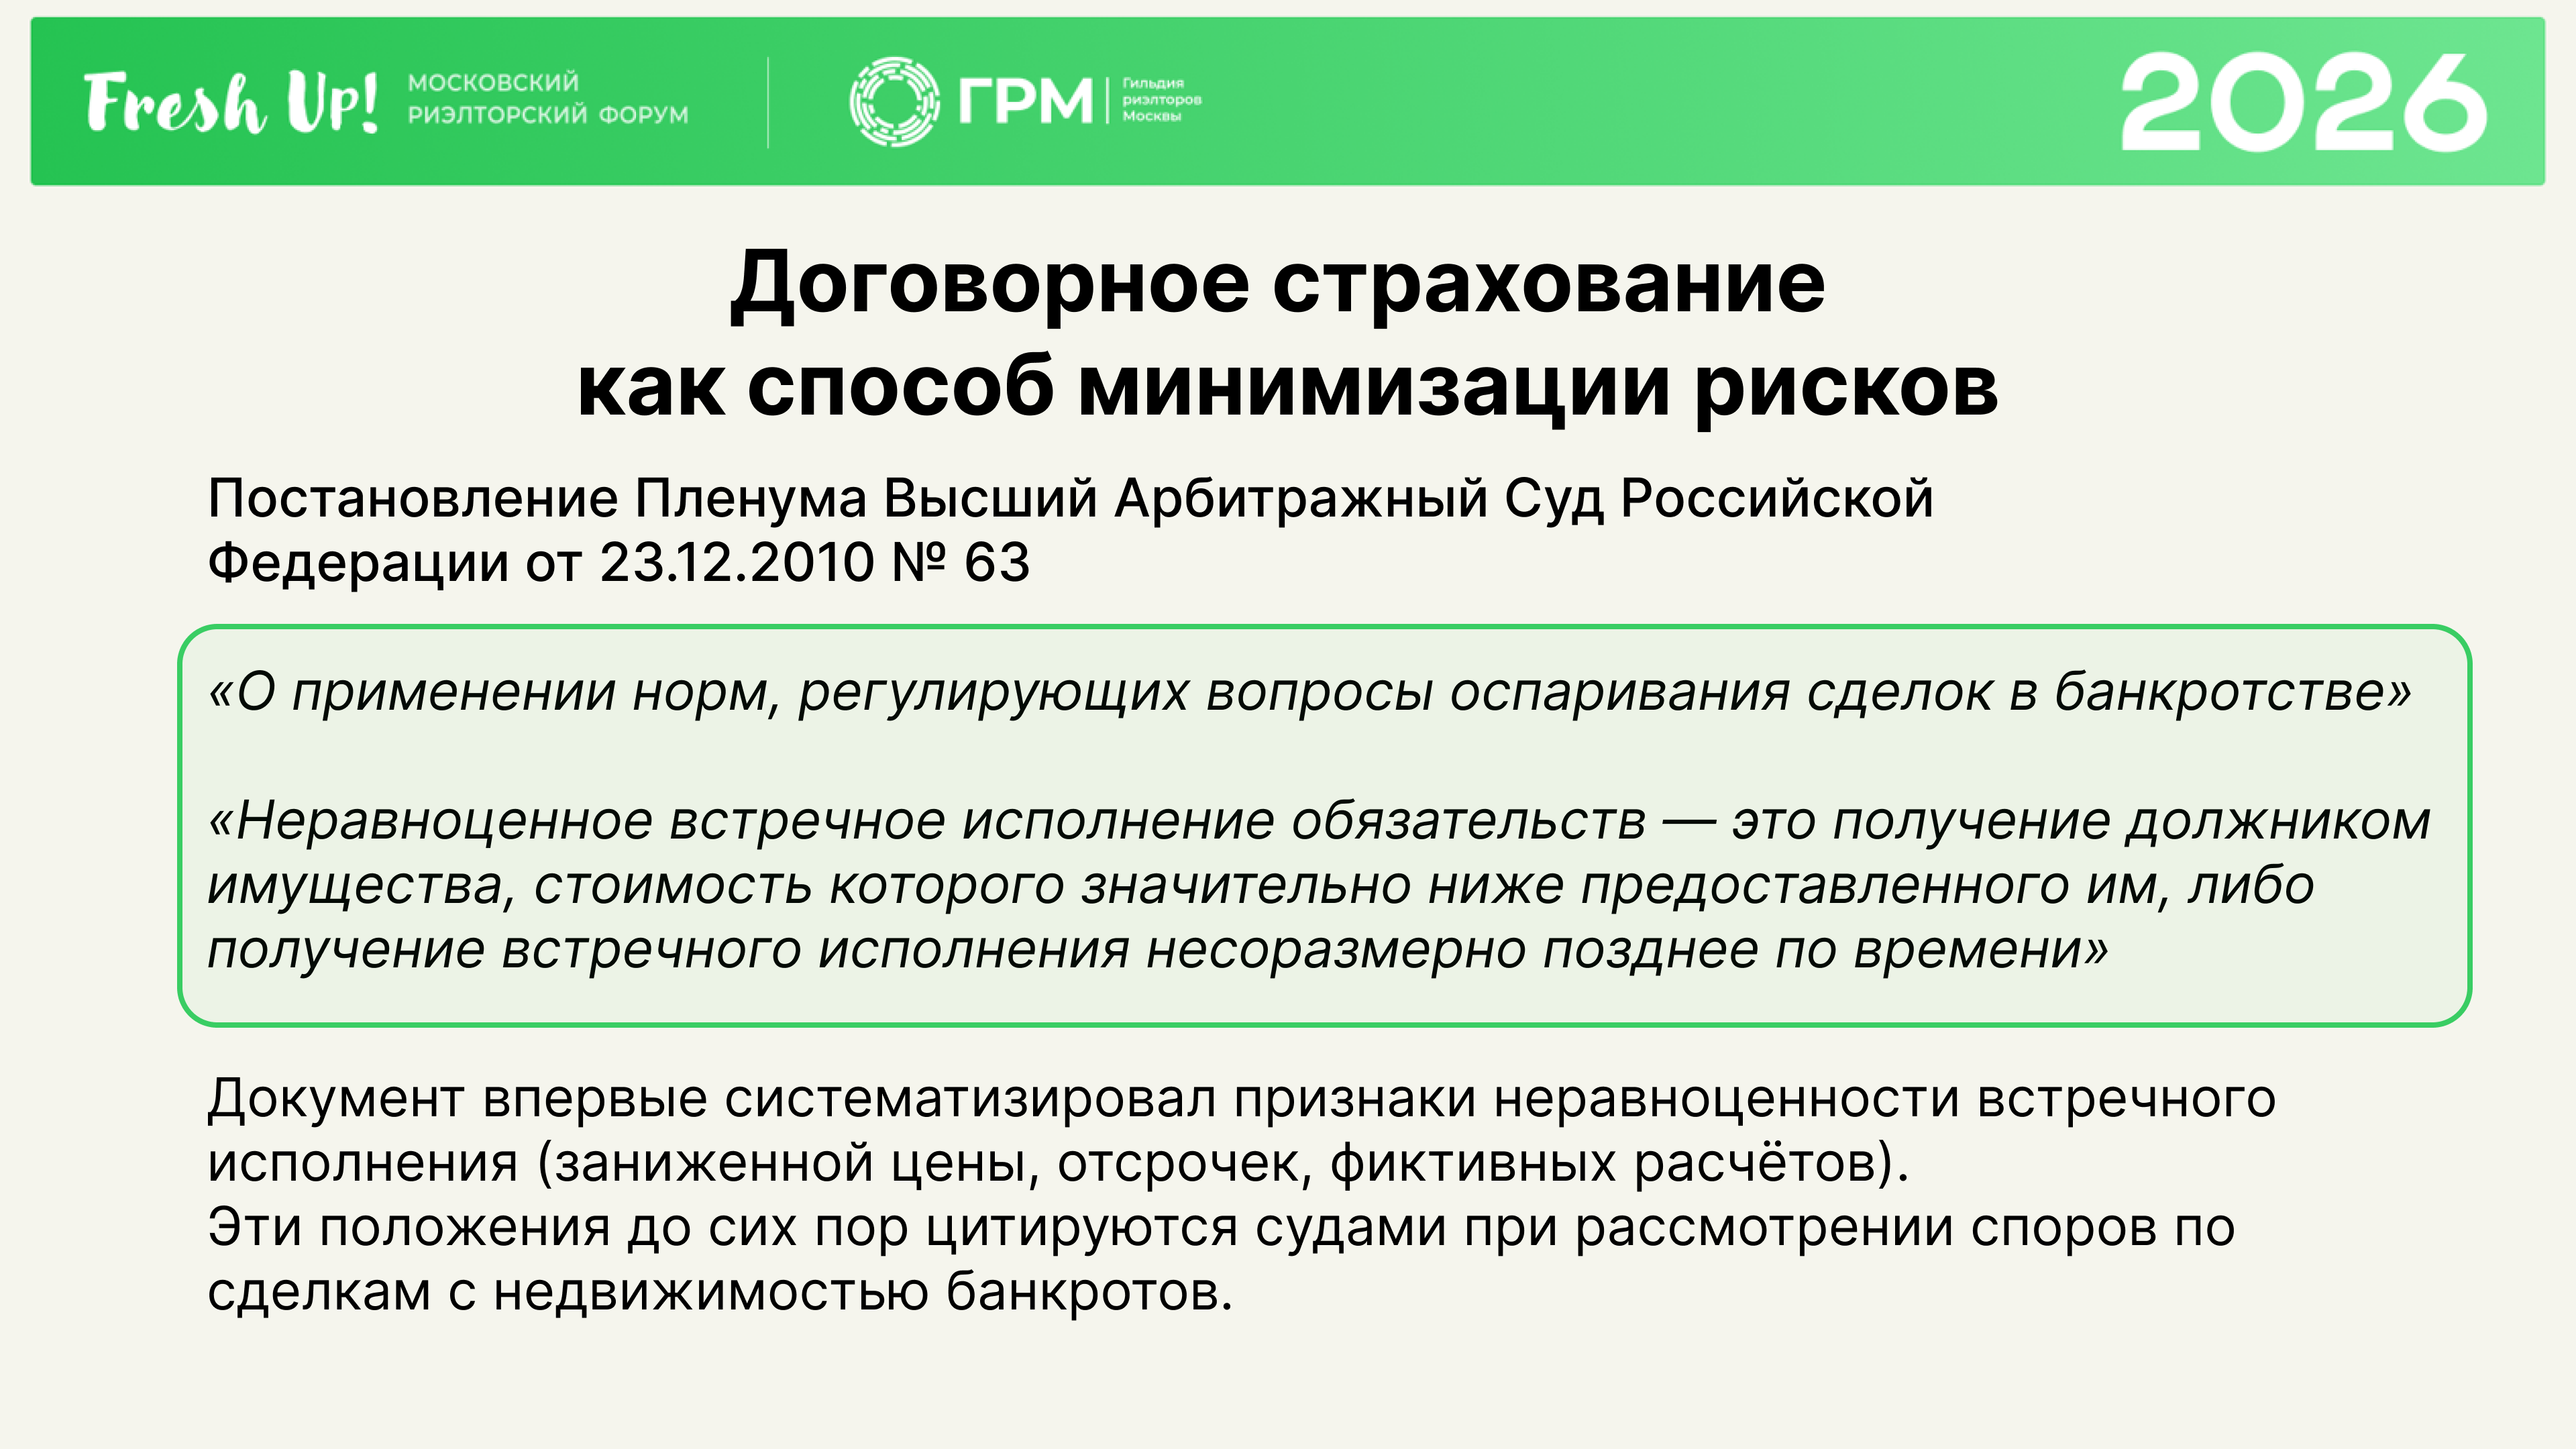 Fresh Up!
МОСКОВСКИЙ
РИЭЛТОРСКИЙ ФОРУМ
ГРМ
Гильдия
риэлторов
Москвы
2026
Договорное страхование
как способ минимизации рисков
Постановление Пленума Высший Арбитражный Суд Российской
Федерации от 23.12.2010 № 63
«О применении норм, регулирующих вопросы оспаривания сделок в банкротстве»
«Неравноценное встречное исполнение обязательств — это получение должником
имущества, стоимость которого значительно ниже предоставленного им, либо
получение встречного исполнения несоразмерно позднее по времени»
Документ впервые систематизировал признаки неравноценности встречного
исполнения (заниженной цены, отсрочек, фиктивных расчётов).
Эти положения до сих пор цитируются судами при рассмотрении споров по
сделкам с недвижимостью банкротов.